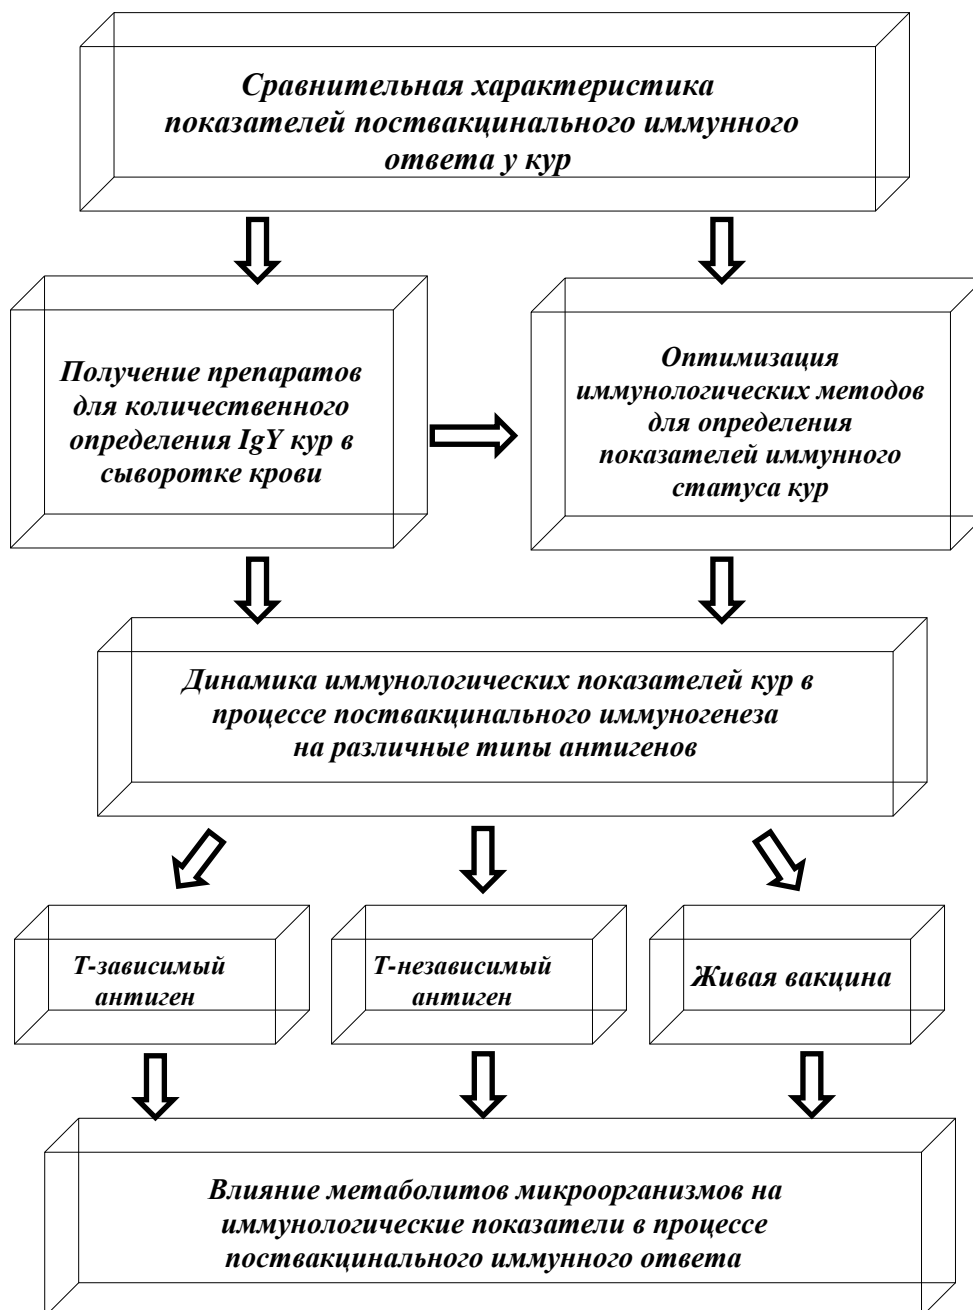 Сравнительная характеристика
показателей поствакцинального иммунного
ответа у кур
Получение препаратов
для количественного
определения IgY кур в
сыворотке крови
Оптимизация
иммунологических методов
для определения
показателей иммунного
статуса кур
Динамика иммунологических показателей кур в
процессе поствакцинального иммуногенеза
на различные типы антигенов
Т-зависимый
антиген
Т-независимый
антиген
Живая вакцина
Влияние метаболитов микроорганизмов на
иммунологические показатели в процессе
поствакцинального иммунного ответа